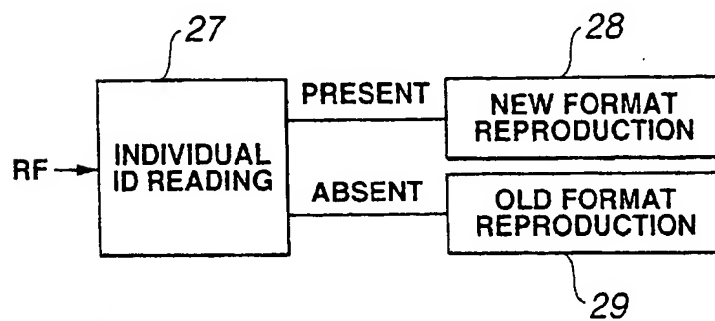 27
28
PRESENT
NEW FORMAT
REPRODUCTION
RF
INDIVIDUAL
ID READING
ABSENT
OLD FORMAT
REPRODUCTION
29